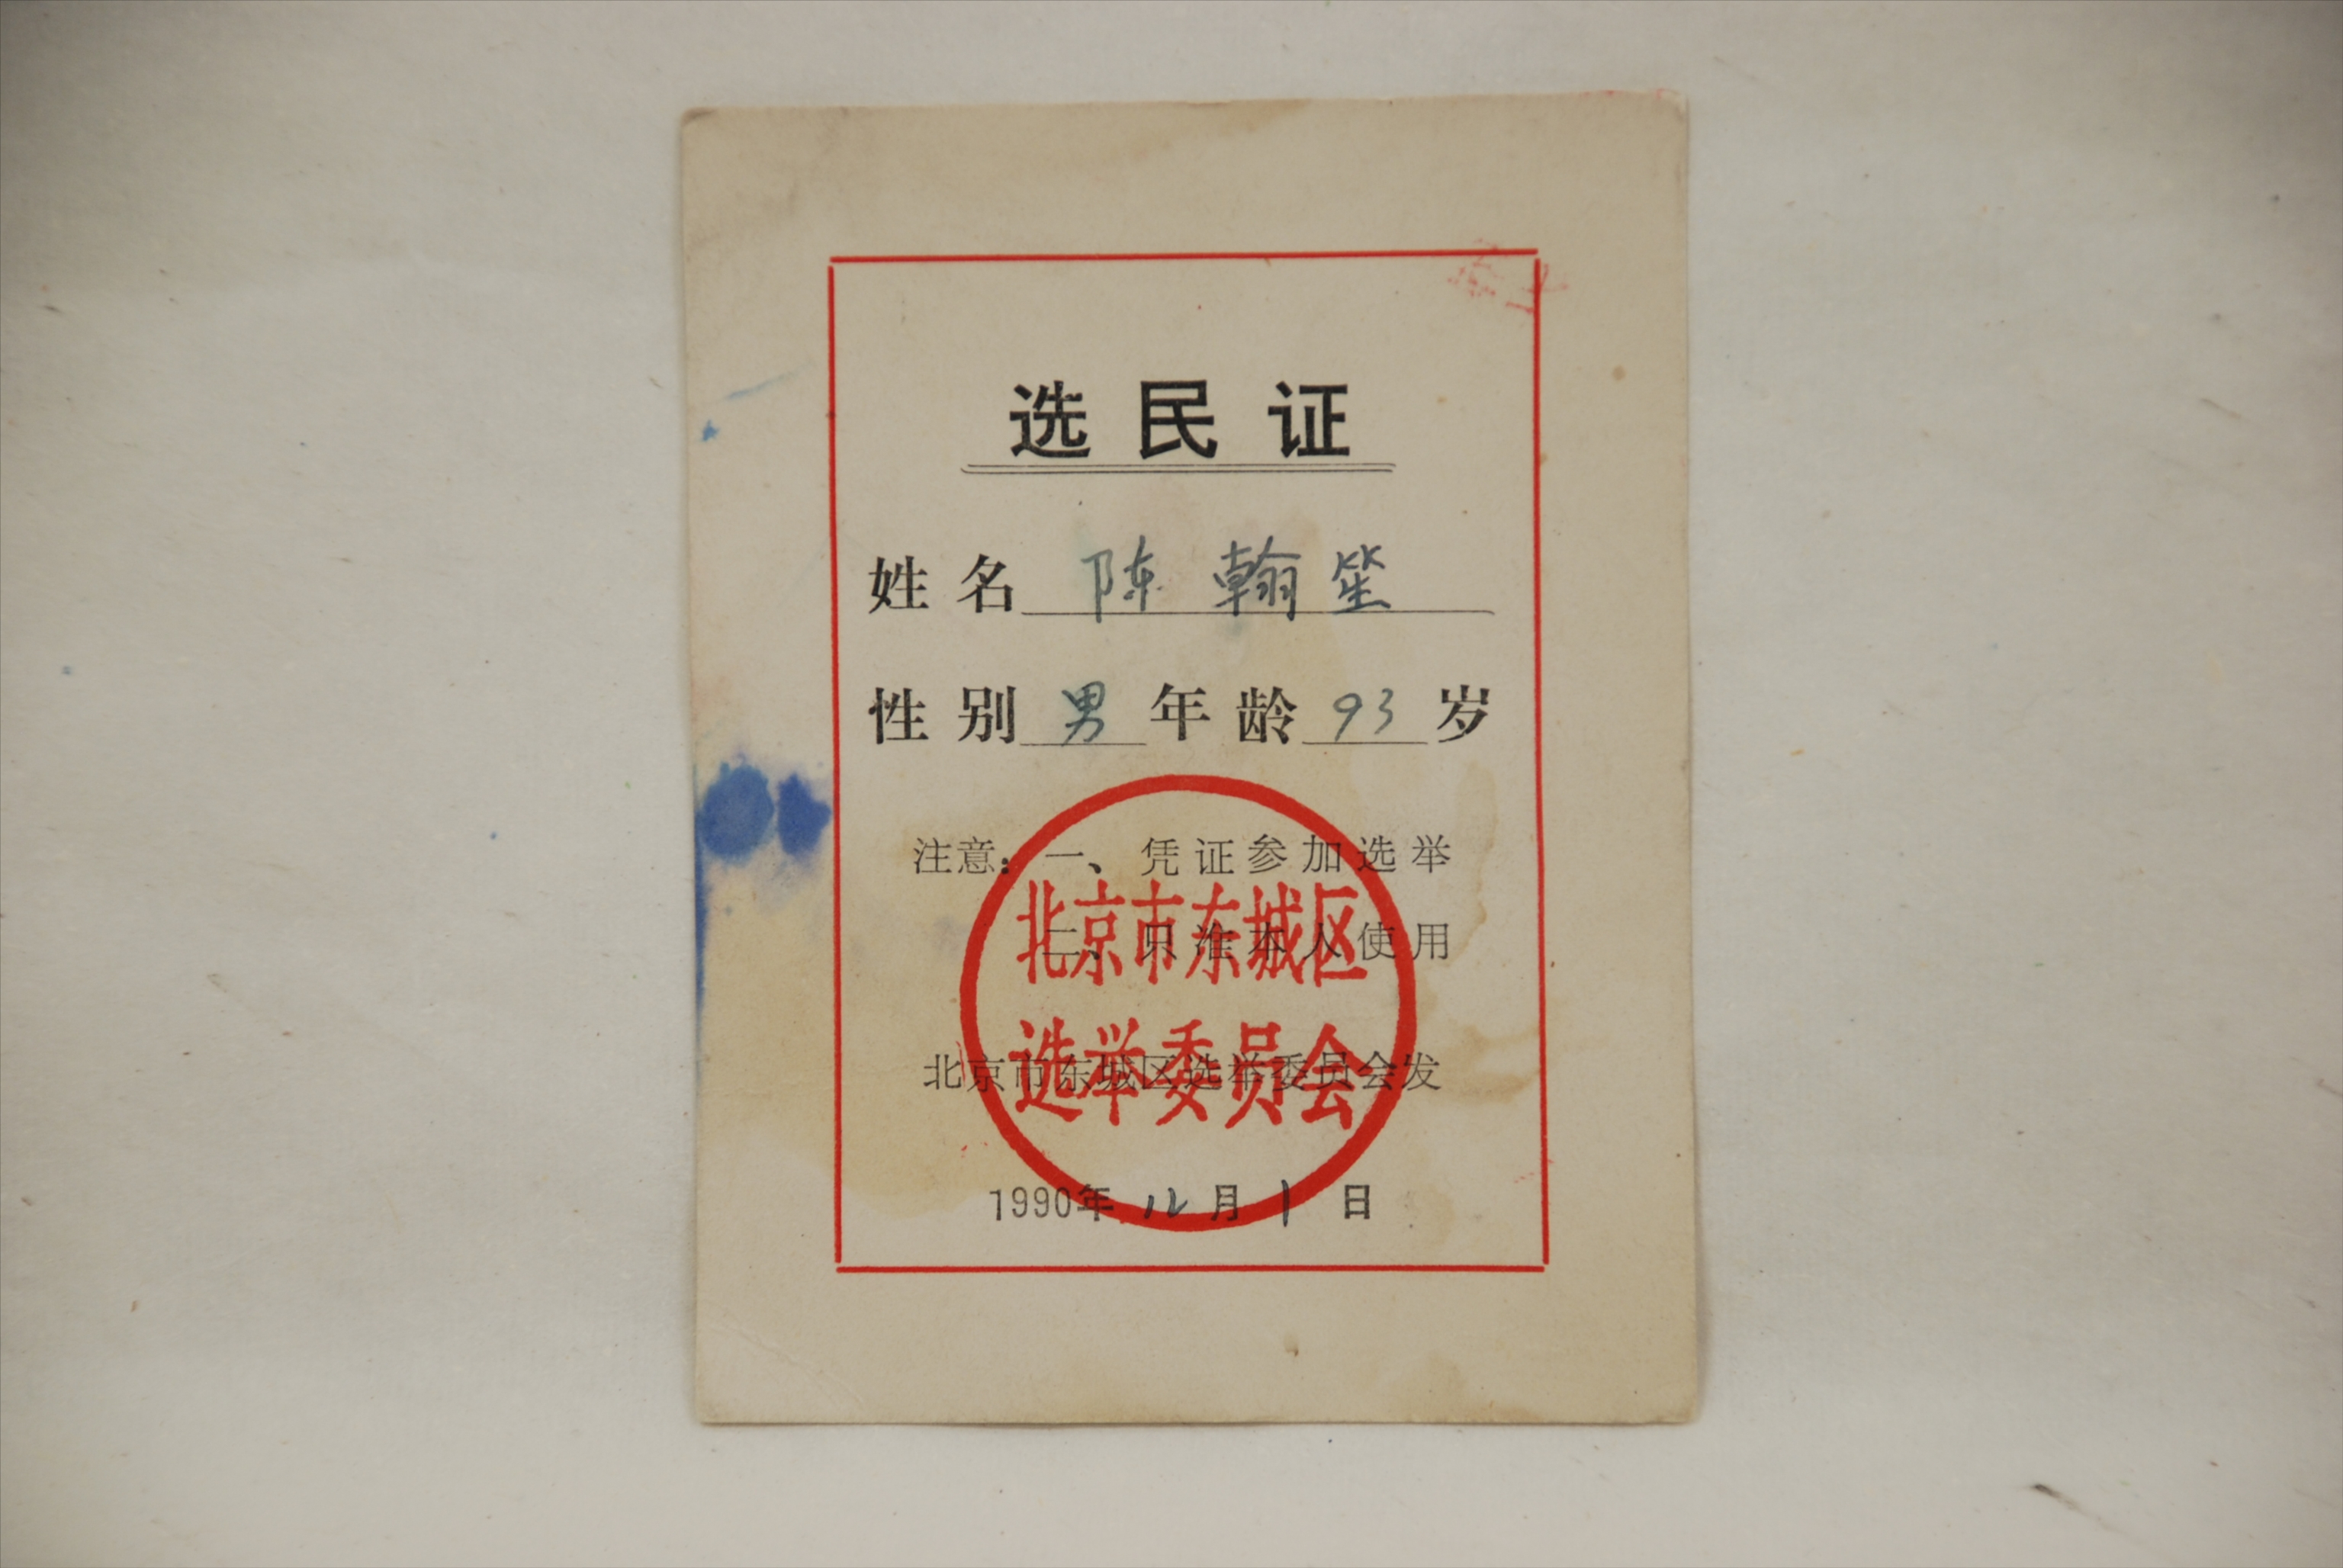 选民证
姓名 陈翰笙
性别 男 年龄 93 岁
注意：一、凭证参加选举
二、只准本人使用
北京市东城区选举委员会发
1990年12月1日
北京市东城区
选举委员会